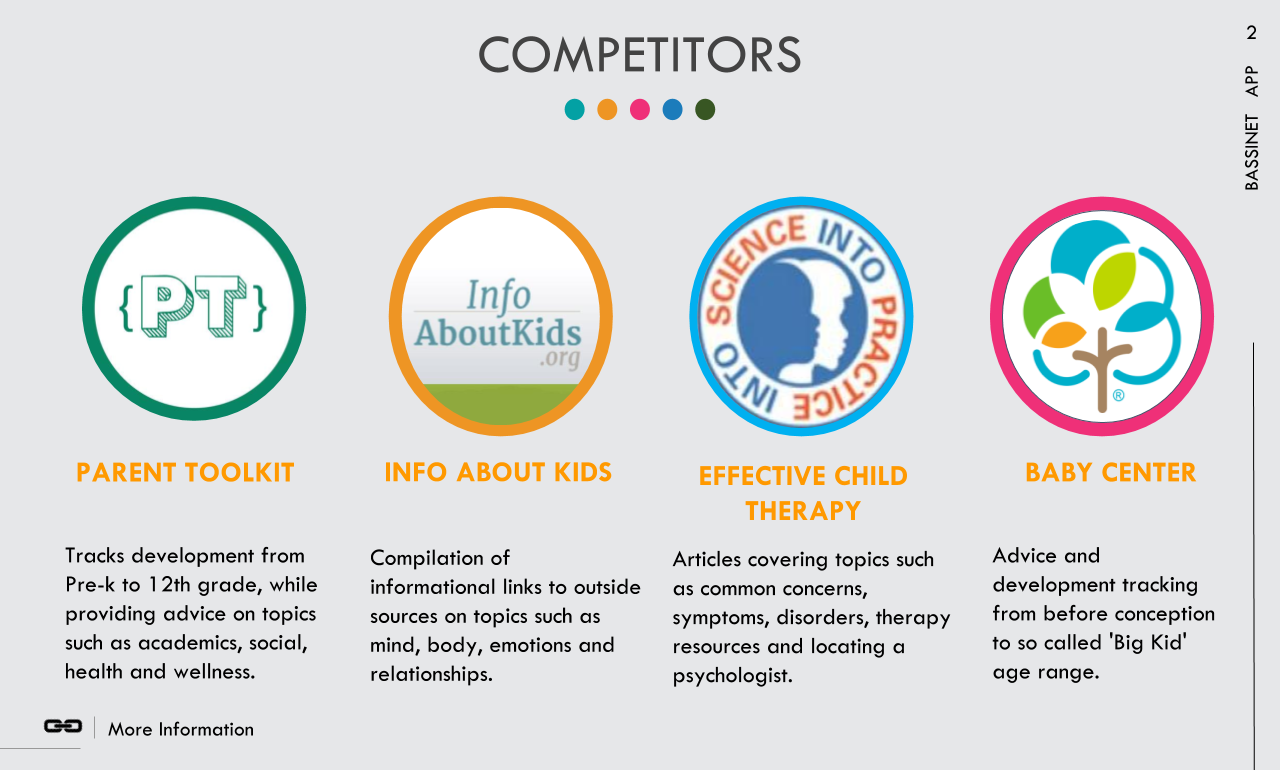 COMPETITORS
2
BASSINET APP
{PT}
Info
AboutKids
.org
SCIENCE INTO PRACTICE INTO
®
PARENT TOOLKIT
INFO ABOUT KIDS
EFFECTIVE CHILD
THERAPY
BABY CENTER
Tracks development from
Pre-k to 12th grade, while
providing advice on topics
such as academics, social,
health and wellness.
Compilation of
informational links to outside
sources on topics such as
mind, body, emotions and
relationships.
Articles covering topics such
as common concerns,
symptoms, disorders, therapy
resources and locating a
psychologist.
Advice and
development tracking
from before conception
to so called 'Big Kid'
age range.
More Information